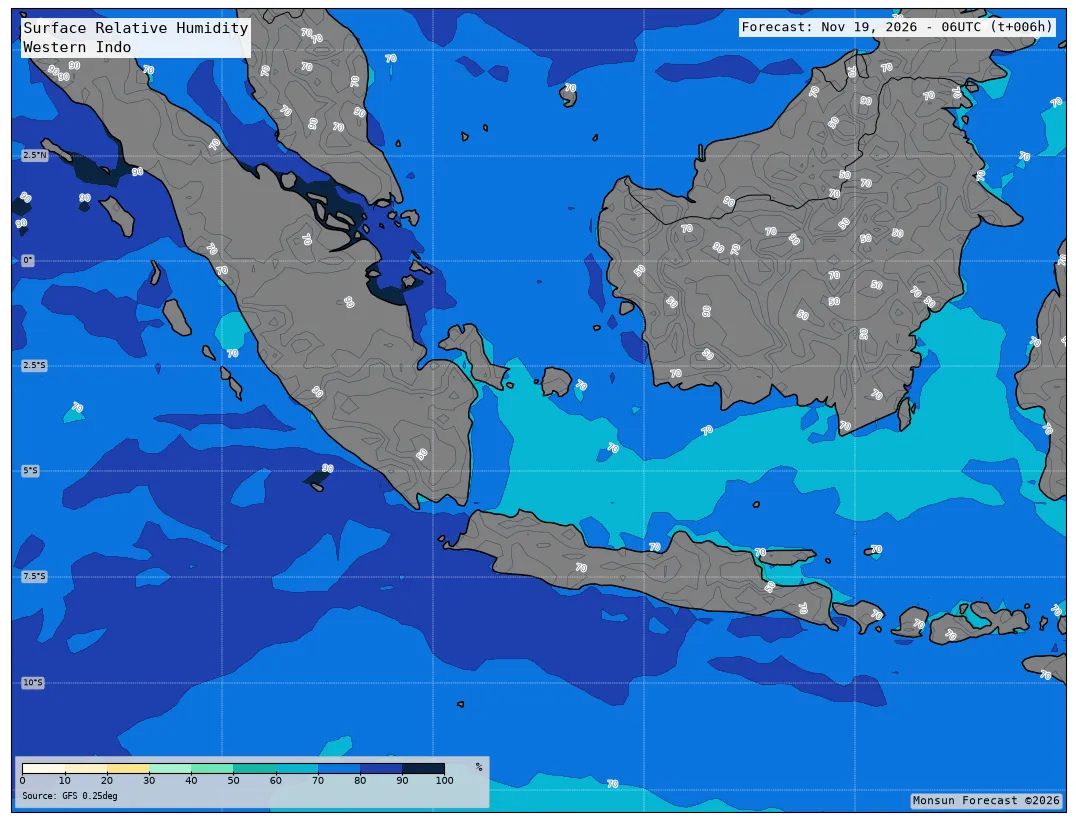 Surface Relative Humidity
Western Indo
Forecast: Nov 19, 2026 - 06UTC (t+006h)
2.5°N
0°
2.5°S
5°S
7.5°S
10°S
0 10 20 30 40 50 60 70 80 90 100 %
Source: GFS 0.25deg
Monsun Forecast ©2026